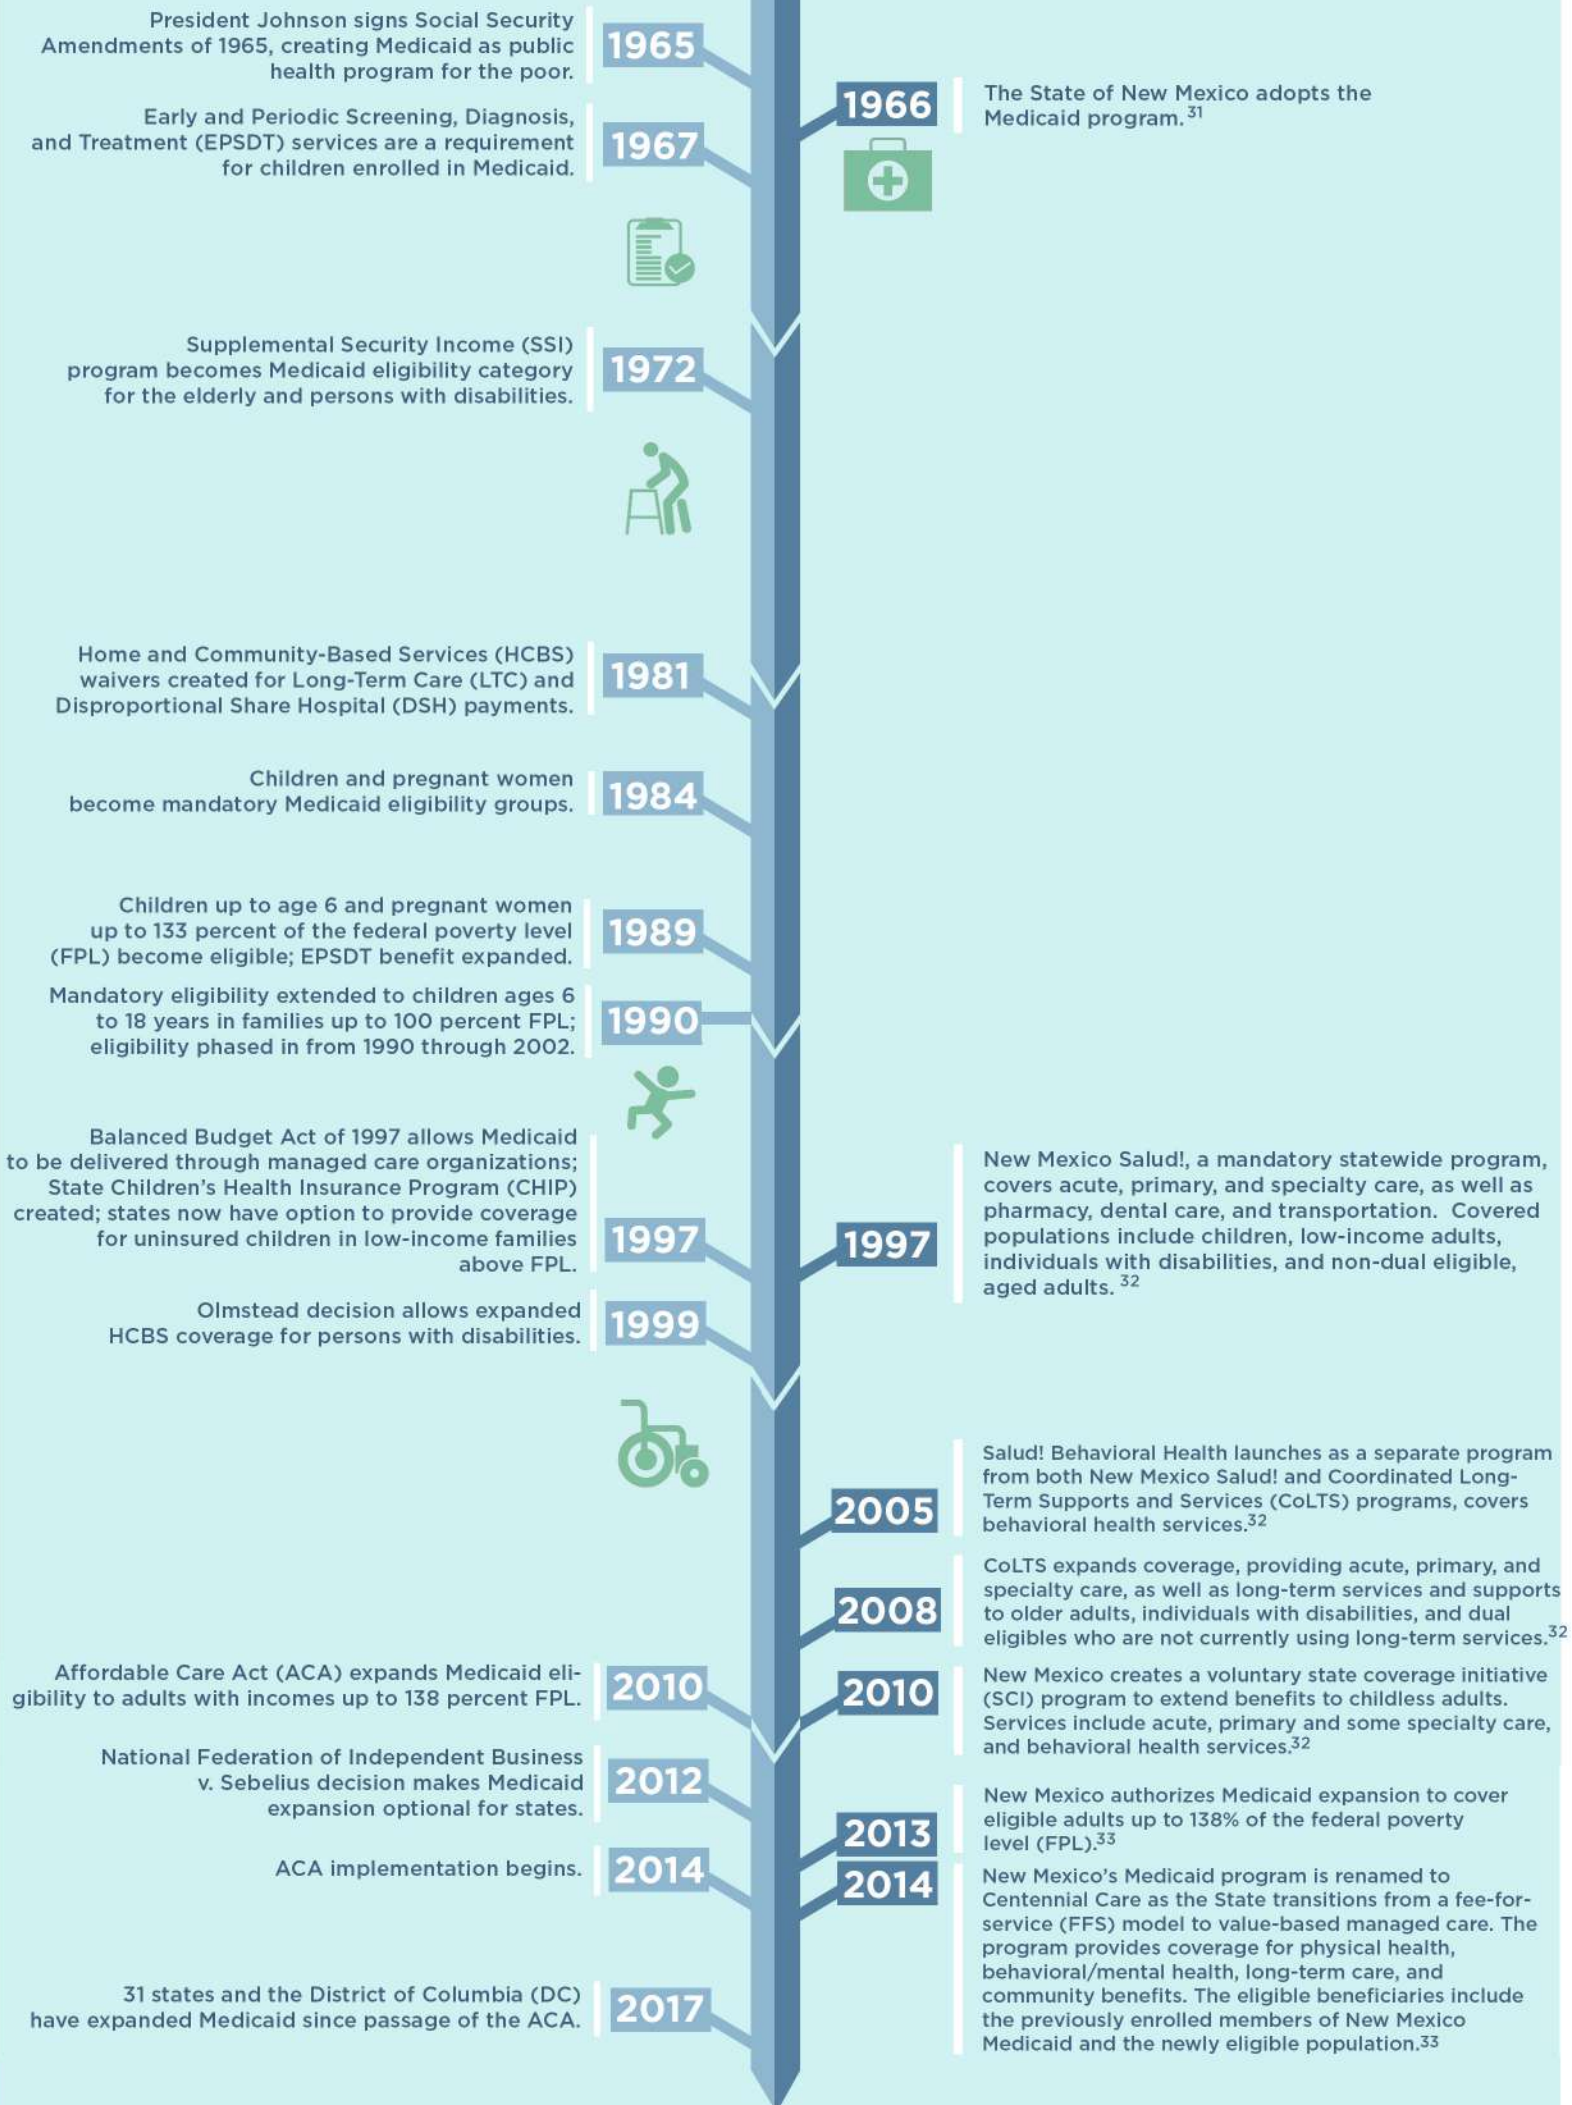 President Johnson signs Social Security
Amendments of 1965, creating Medicaid as public
health program for the poor.
1965
1966
The State of New Mexico adopts the
Medicaid program.31
Early and Periodic Screening, Diagnosis,
and Treatment (EPSDT) services are a requirement
for children enrolled in Medicaid.
1967
Supplemental Security Income (SSI)
program becomes Medicaid eligibility category
for the elderly and persons with disabilities.
1972
Home and Community-Based Services (HCBS)
waivers created for Long-Term Care (LTC) and
Disproportional Share Hospital (DSH) payments.
1981
Children and pregnant women
become mandatory Medicaid eligibility groups.
1984
Children up to age 6 and pregnant women
up to 133 percent of the federal poverty level
(FPL) become eligible; EPSDT benefit expanded.
1989
Mandatory eligibility extended to children ages 6
to 18 years in families up to 100 percent FPL;
eligibility phased in from 1990 through 2002.
1990
Balanced Budget Act of 1997 allows Medicaid
to be delivered through managed care organizations;
State Children's Health Insurance Program (CHIP)
created; states now have option to provide coverage
for uninsured children in low-income families
above FPL.
1997
1997
New Mexico Salud!, a mandatory statewide program,
covers acute, primary, and specialty care, as well as
pharmacy, dental care, and transportation. Covered
populations include children, low-income adults,
individuals with disabilities, and non-dual eligible,
aged adults. 32
Olmstead decision allows expanded
HCBS coverage for persons with disabilities.
1999
2005
Salud! Behavioral Health launches as a separate program
from both New Mexico Salud! and Coordinated Long-
Term Supports and Services (CoLTS) programs, covers
behavioral health services.32
2008
CoLTS expands coverage, providing acute, primary, and
specialty care, as well as long-term services and supports
to older adults, individuals with disabilities, and dual
eligibles who are not currently using long-term services.32
Affordable Care Act (ACA) expands Medicaid eli-
gibility to adults with incomes up to 138 percent FPL.
2010
2010
New Mexico creates a voluntary state coverage initiative
(SCI) program to extend benefits to childless adults.
Services include acute, primary and some specialty care,
and behavioral health services.32
National Federation of Independent Business
v. Sebelius decision makes Medicaid
expansion optional for states.
2012
2013
New Mexico authorizes Medicaid expansion to cover
eligible adults up to 138% of the federal poverty
level (FPL).33
ACA implementation begins.
2014
2014
New Mexico's Medicaid program is renamed to
Centennial Care as the State transitions from a fee-for-
service (FFS) model to value-based managed care. The
program provides coverage for physical health,
behavioral/mental health, long-term care, and
community benefits. The eligible beneficiaries include
the previously enrolled members of New Mexico
Medicaid and the newly eligible population.33
31 states and the District of Columbia (DC)
have expanded Medicaid since passage of the ACA.
2017